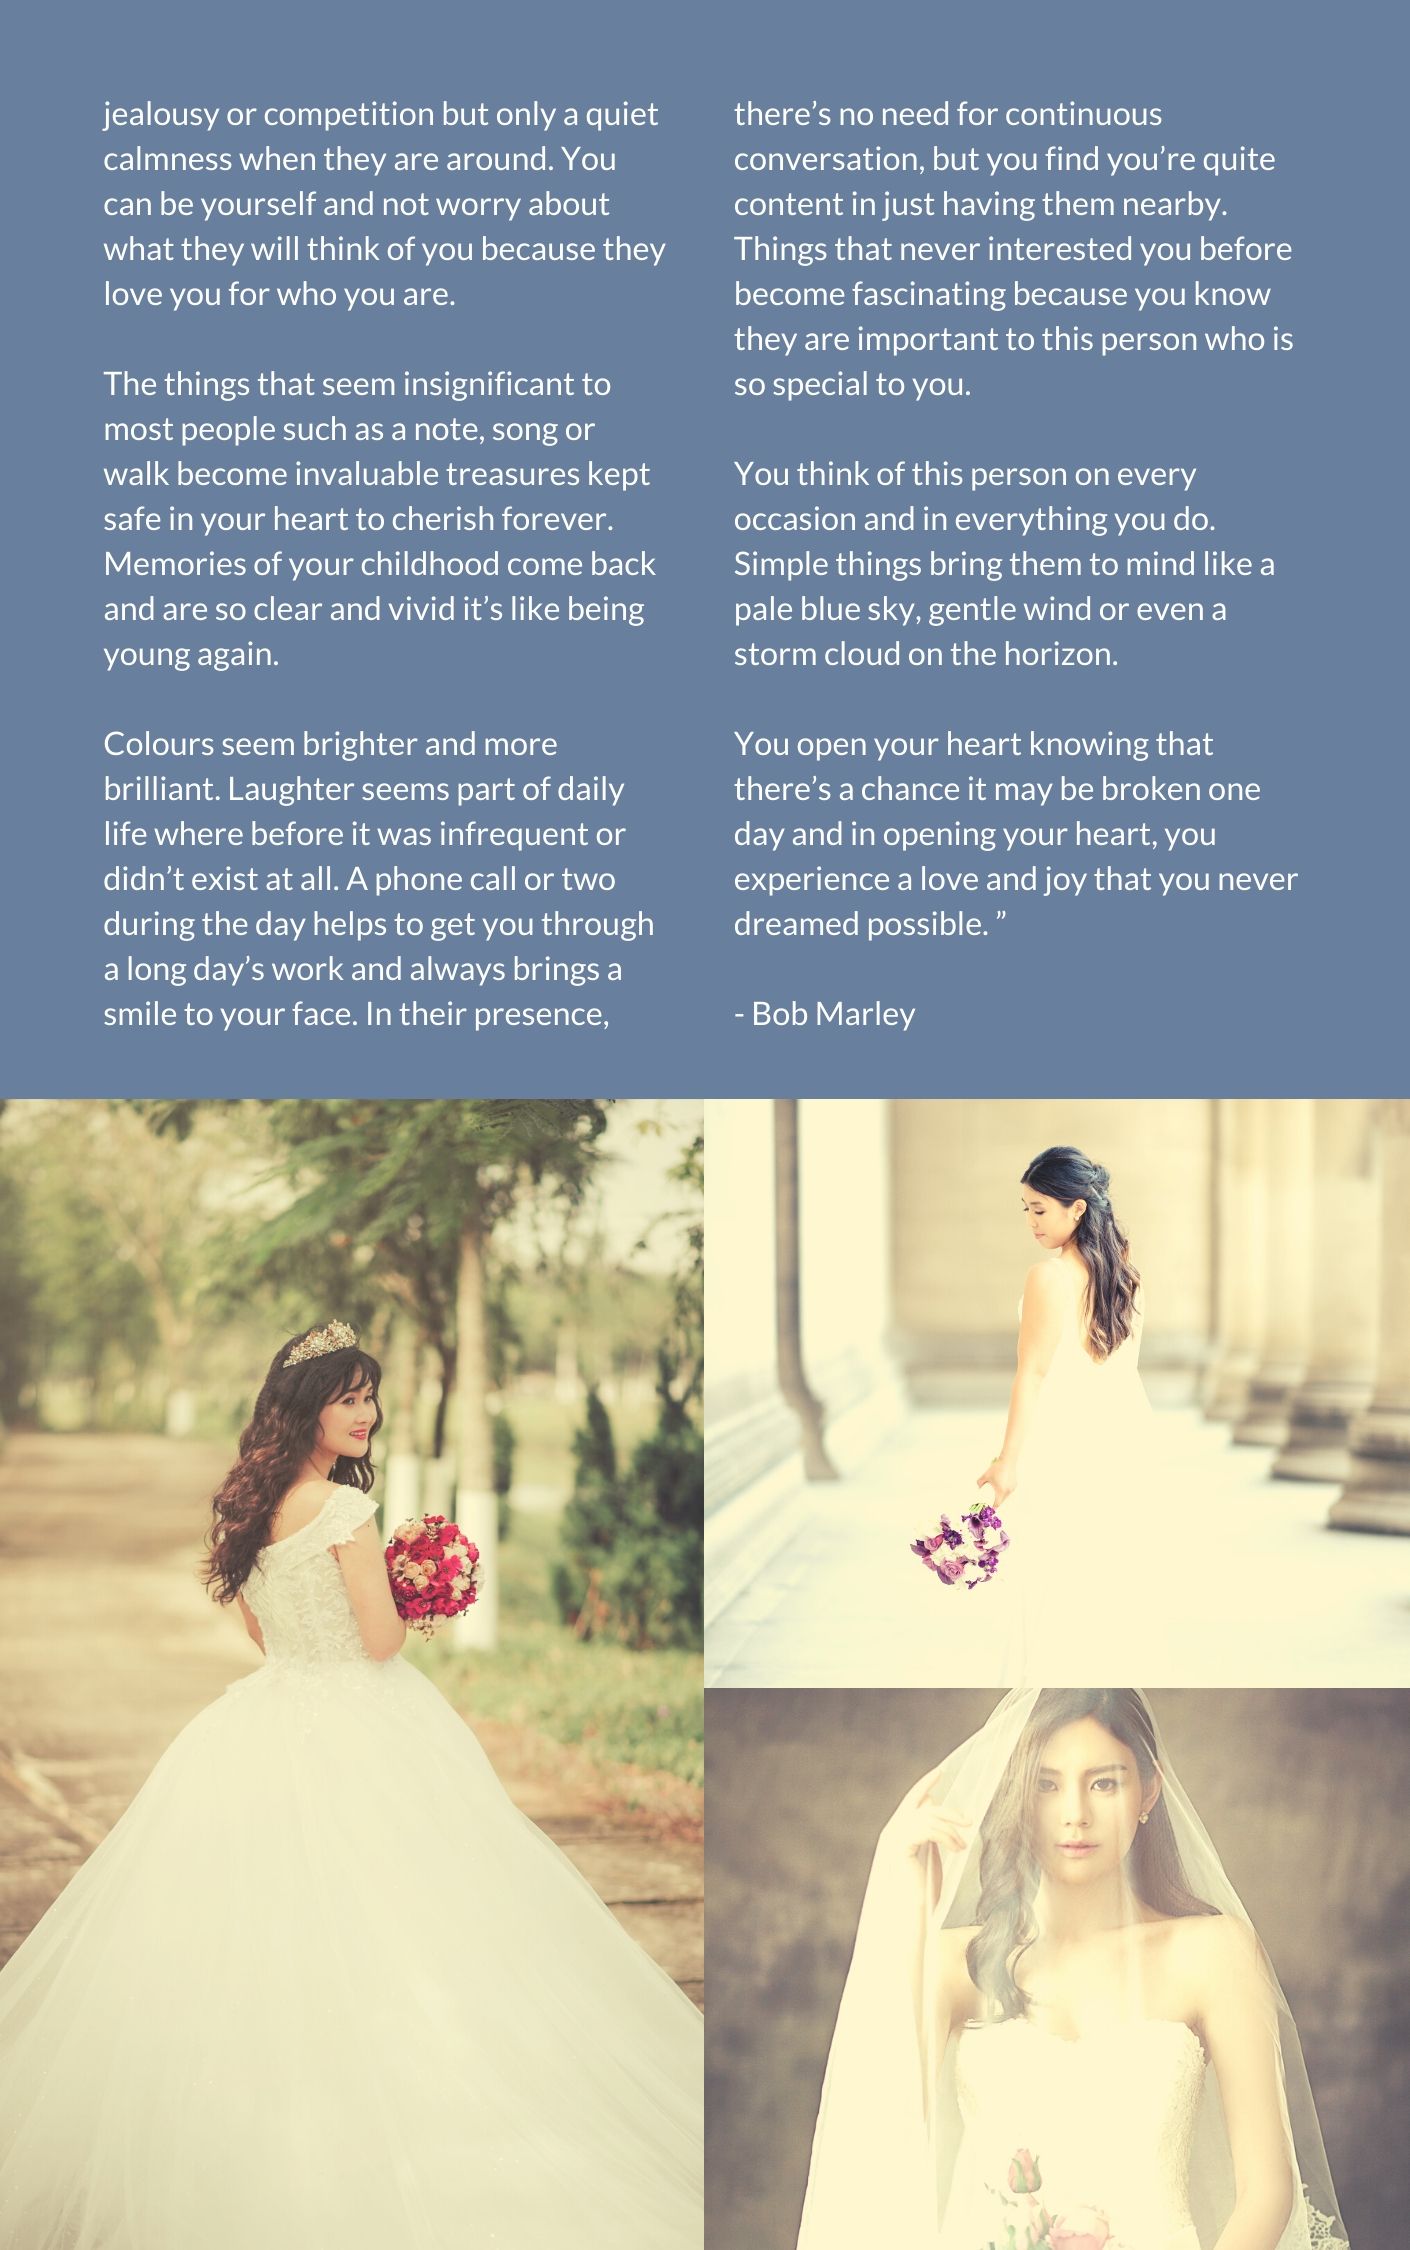 jealousy or competition but only a quiet
calmness when they are around. You
can be yourself and not worry about
what they will think of you because they
love you for who you are.
The things that seem insignificant to
most people such as a note, song or
walk become invaluable treasures kept
safe in your heart to cherish forever.
Memories of your childhood come back
and are so clear and vivid it’s like being
young again.
Colours seem brighter and more
brilliant. Laughter seems part of daily
life where before it was infrequent or
didn’t exist at all. A phone call or two
during the day helps to get you through
a long day’s work and always brings a
smile to your face. In their presence,
there’s no need for continuous
conversation, but you find you’re quite
content in just having them nearby.
Things that never interested you before
become fascinating because you know
they are important to this person who is
so special to you.
You think of this person on every
occasion and in everything you do.
Simple things bring them to mind like a
pale blue sky, gentle wind or even a
storm cloud on the horizon.
You open your heart knowing that
there’s a chance it may be broken one
day and in opening your heart, you
experience a love and joy that you never
dreamed possible. ”
- Bob Marley